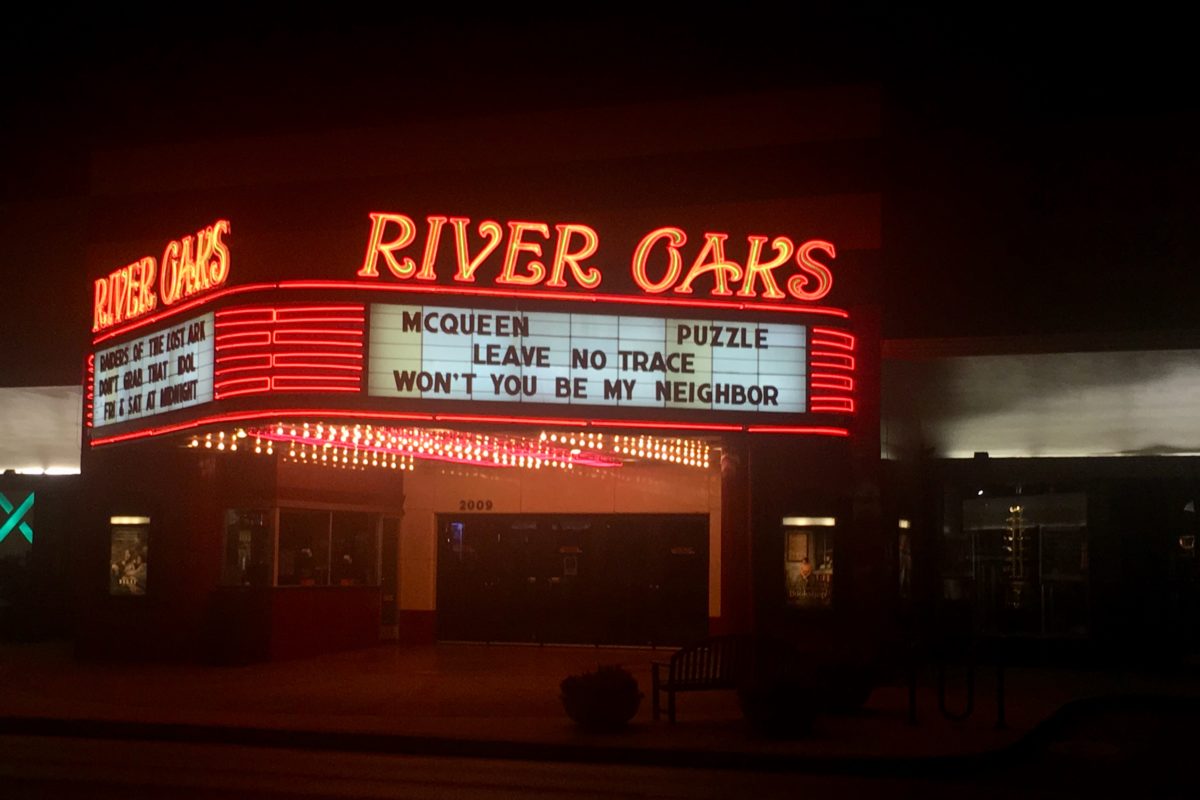 RIVER OAKS
RIVER OAKS
RAIDERS OF THE LOST ARK
DON'T GRAB THAT IDOL
FRI & SAT AT MIDNIGHT
MCQUEEN PUZZLE
LEAVE NO TRACE
WON'T YOU BE MY NEIGHBOR
2009